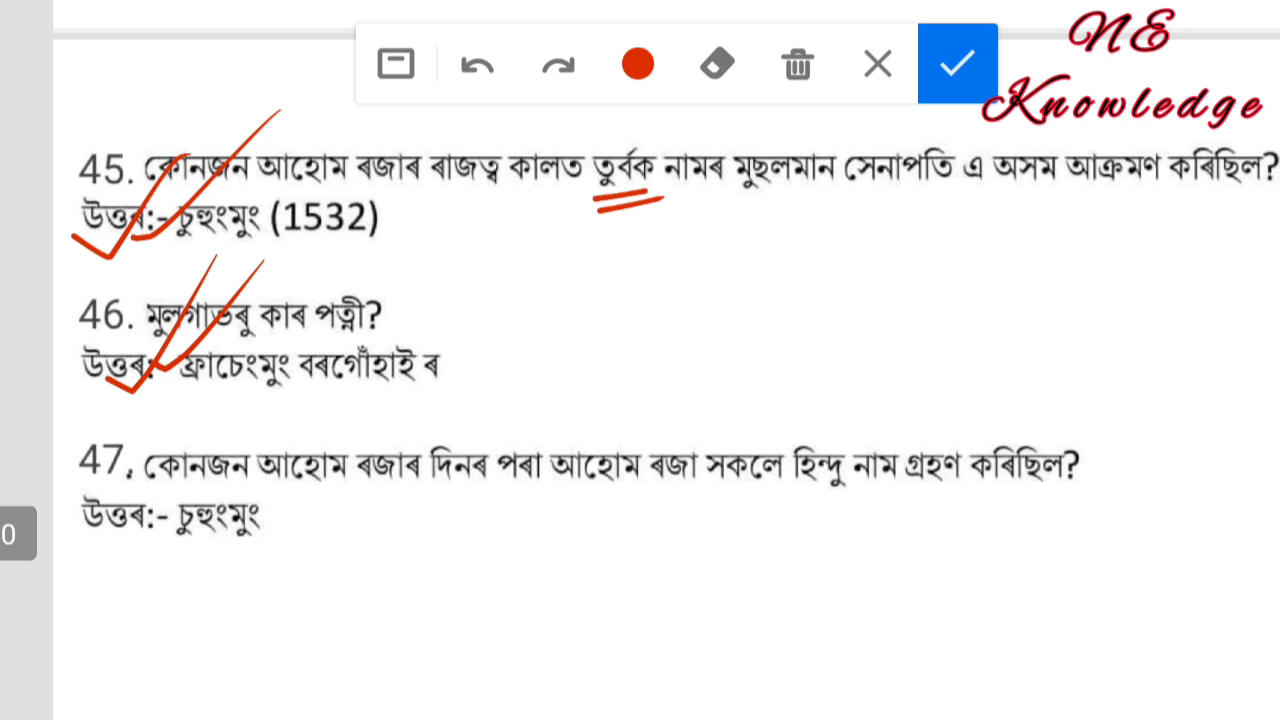 NE
Knowledge
45. কোনজন আহোম ৰজাৰ ৰাজত্ব কালত তুৰ্বক নামৰ মুছলমান সেনাপতি এ অসম আক্ৰমণ কৰিছিল?
উত্তৰ:- চুহুংমুং (1532)
46. মুলগাভৰু কাৰ পত্নী?
উত্তৰ:- ফ্ৰাচেংমুং বৰগোঁহাই ৰ
47. কোনজন আহোম ৰজাৰ দিনৰ পৰা আহোম ৰজা সকলে হিন্দু নাম গ্ৰহণ কৰিছিল?
উত্তৰ:- চুহুংমুং
0